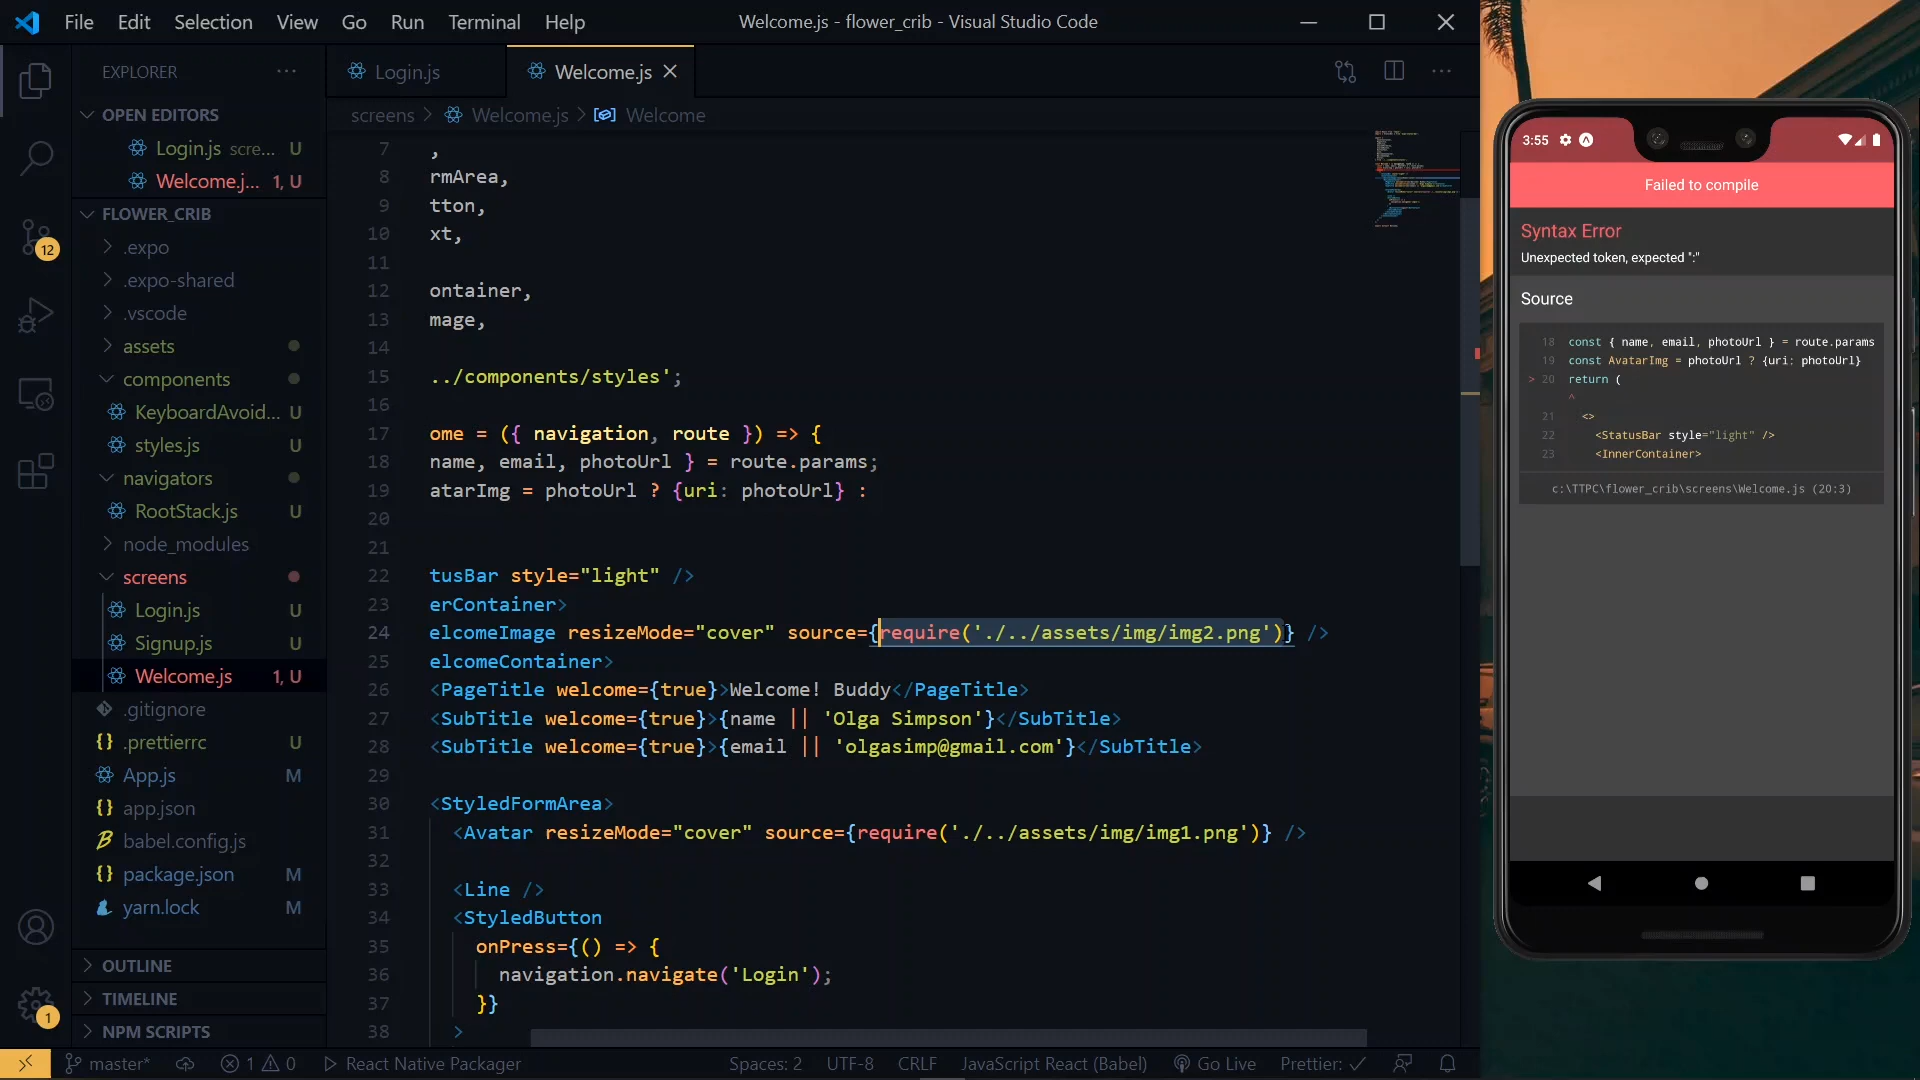 File Edit Selection View Go Run Terminal Help
Welcome.js - flower_crib - Visual Studio Code
EXPLORER
OPEN EDITORS
Login.js scre... U
Welcome.j... 1, U
FLOWER_CRIB
.expo
.expo-shared
.vscode
assets
components
KeyboardAvoid... U
styles.js U
navigators
RootStack.js U
node_modules
screens
Login.js U
Signup.js U
Welcome.js 1, U
.gitignore
.prettierrc U
App.js M
app.json
babel.config.js
package.json M
yarn.lock M
OUTLINE
TIMELINE
NPM SCRIPTS
12
1
Login.js Welcome.js
screens > Welcome.js > Welcome
7 ,
8 rmArea,
9 tton,
10 xt,
11
12 ontainer,
13 mage,
14
15 ../components/styles';
16
17 ome = ({ navigation, route }) => {
18 name, email, photoUrl } = route.params;
19 atarImg = photoUrl ? {uri: photoUrl} :
20
21
22 tusBar style="light" />
23 erContainer>
24 elcomeImage resizeMode="cover" source={require('./../assets/img/img2.png')} />
25 elcomeContainer>
26 <PageTitle welcome={true}>Welcome! Buddy</PageTitle>
27 <SubTitle welcome={true}>{name || 'Olga Simpson'}</SubTitle>
28 <SubTitle welcome={true}>{email || 'olgasimp@gmail.com'}</SubTitle>
29
30 <StyledFormArea>
31 <Avatar resizeMode="cover" source={require('./../assets/img/img1.png')} />
32
33 <Line />
34 <StyledButton
35 onPress={() => {
36 navigation.navigate('Login');
37 }}
38 >
master* 1 0 React Native Packager Spaces: 2 UTF-8 CRLF JavaScript React (Babel) Go Live Prettier: ✓
3:55
Failed to compile
Syntax Error
Unexpected token, expected ":"
Source
18 const { name, email, photoUrl } = route.params
19 const AvatarImg = photoUrl ? {uri: photoUrl}
> 20 return (
^
21 <>
22 <StatusBar style="light" />
23 <InnerContainer>
c:\TTPC\flower_crib\screens\Welcome.js (20:3)